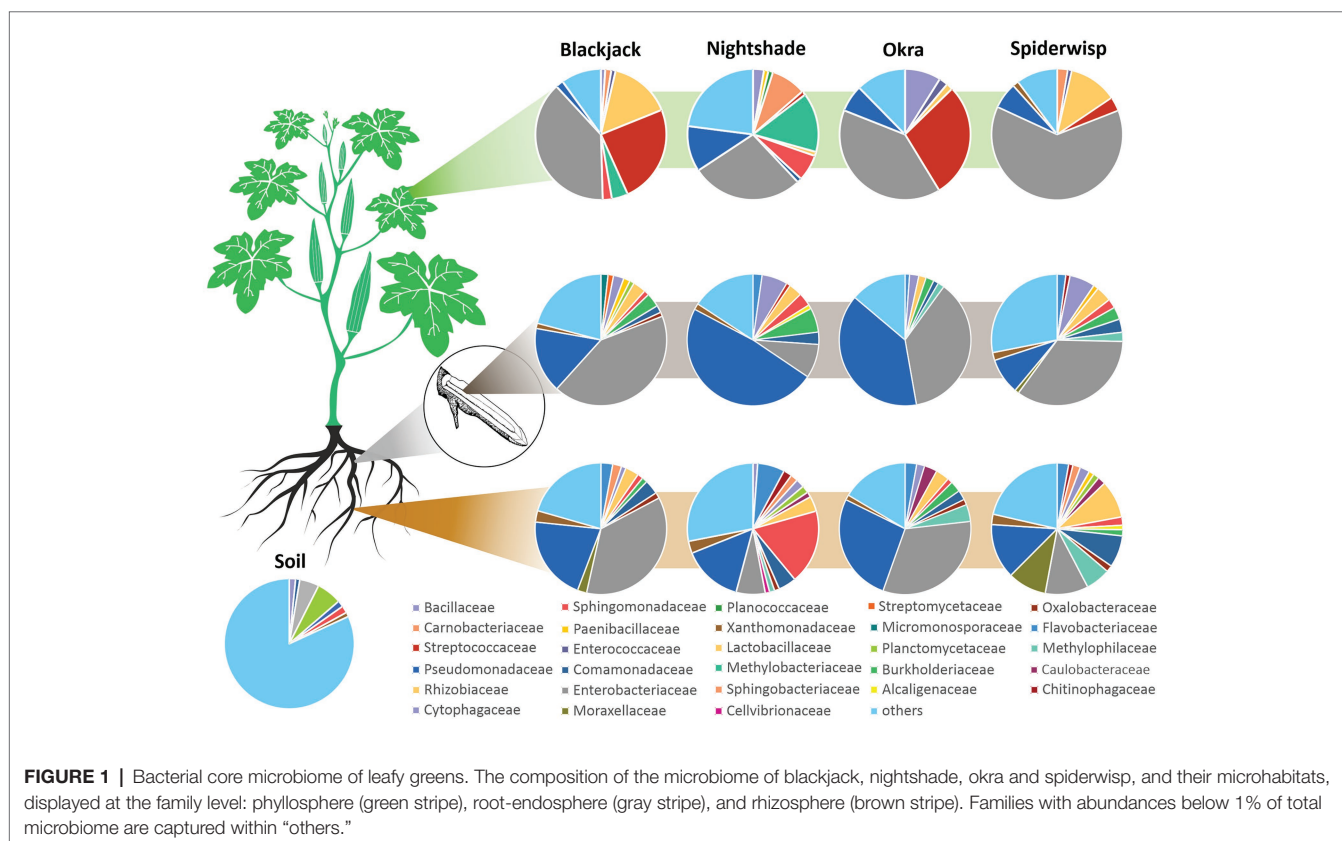 Blackjack
Nightshade
Okra
Spiderwisp
Soil
Bacillaceae
Sphingomonadaceae
Planococcaceae
Streptomycetaceae
Oxalobacteraceae
Carnobacteriaceae
Paenibacillaceae
Xanthomonadaceae
Micromonosporaceae
Flavobacteriaceae
Streptococcaceae
Enterococcaceae
Lactobacillaceae
Planctomycetaceae
Methylophilaceae
Pseudomonadaceae
Comamonadaceae
Methylobacteriaceae
Burkholderiaceae
Caulobacteraceae
Rhizobiaceae
Enterobacteriaceae
Sphingobacteriaceae
Alcaligenaceae
Chitinophagaceae
Cytophagaceae
Moraxellaceae
Cellvibrionaceae
others
FIGURE 1 | Bacterial core microbiome of leafy greens. The composition of the microbiome of blackjack, nightshade, okra and spiderwisp, and their microhabitats,
displayed at the family level: phyllosphere (green stripe), root-endosphere (gray stripe), and rhizosphere (brown stripe). Families with abundances below 1% of total
microbiome are captured within “others.”